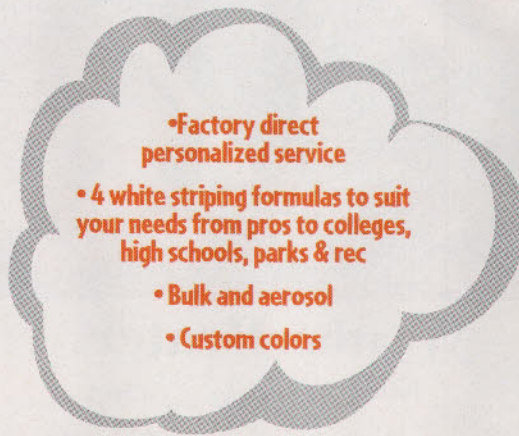 •Factory direct
personalized service
• 4 white striping formulas to suit
your needs from pros to colleges,
high schools, parks & rec
• Bulk and aerosol
• Custom colors